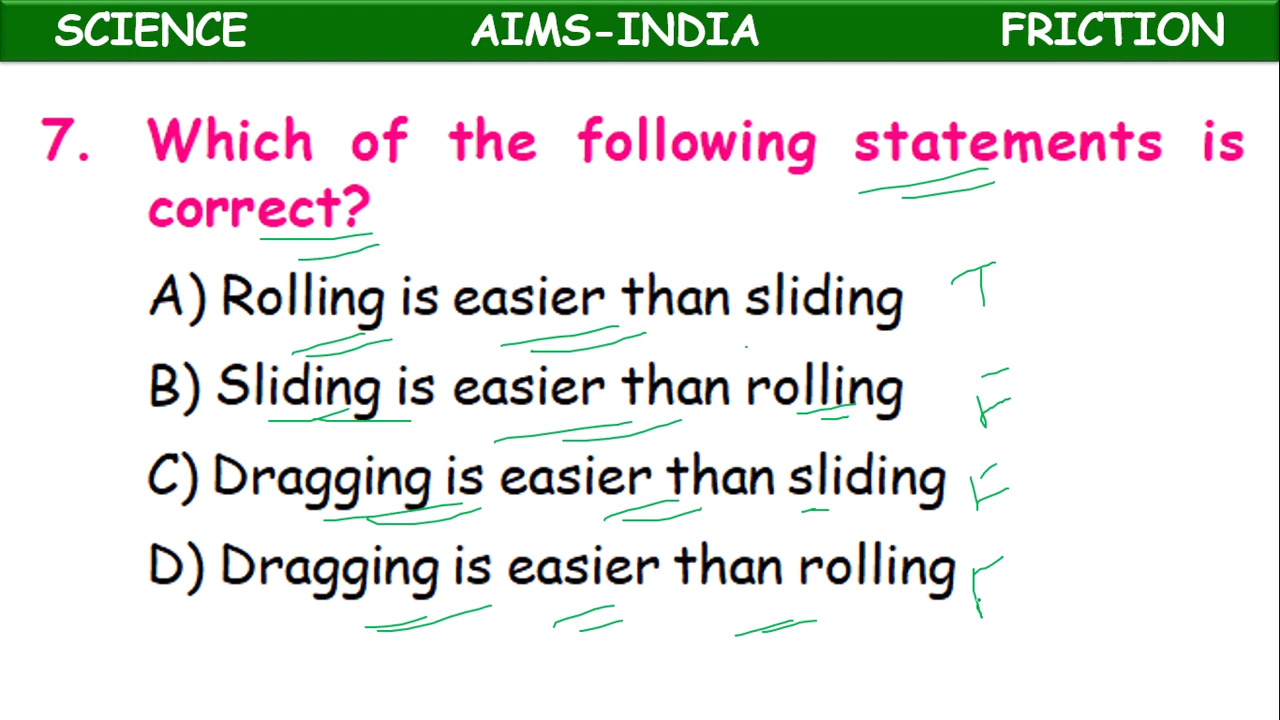 SCIENCE AIMS-INDIA FRICTION
7. Which of the following statements is
correct?
A) Rolling is easier than sliding T
B) Sliding is easier than rolling F
C) Dragging is easier than sliding F
D) Dragging is easier than rolling F